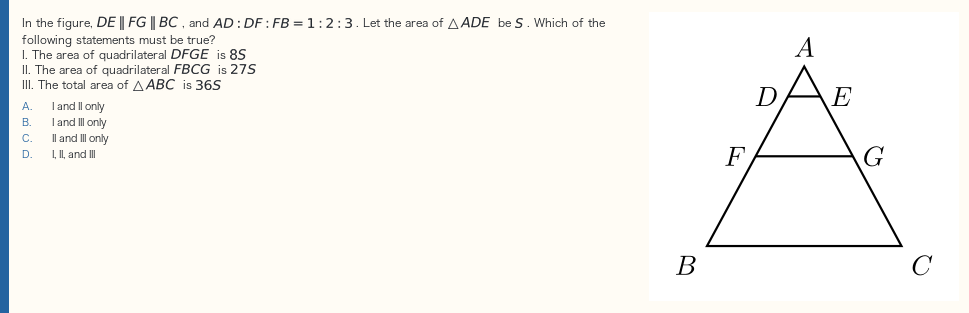 In the figure, DE ∥ FG ∥ BC , and AD : DF : FB = 1 : 2 : 3 . Let the area of △ ADE be S . Which of the
following statements must be true?
I. The area of quadrilateral DFGE is 8S
II. The area of quadrilateral FBCG is 27S
III. The total area of △ ABC is 36S
A. I and II only
B. I and III only
C. II and III only
D. I, II, and III
A
D E
F G
B C